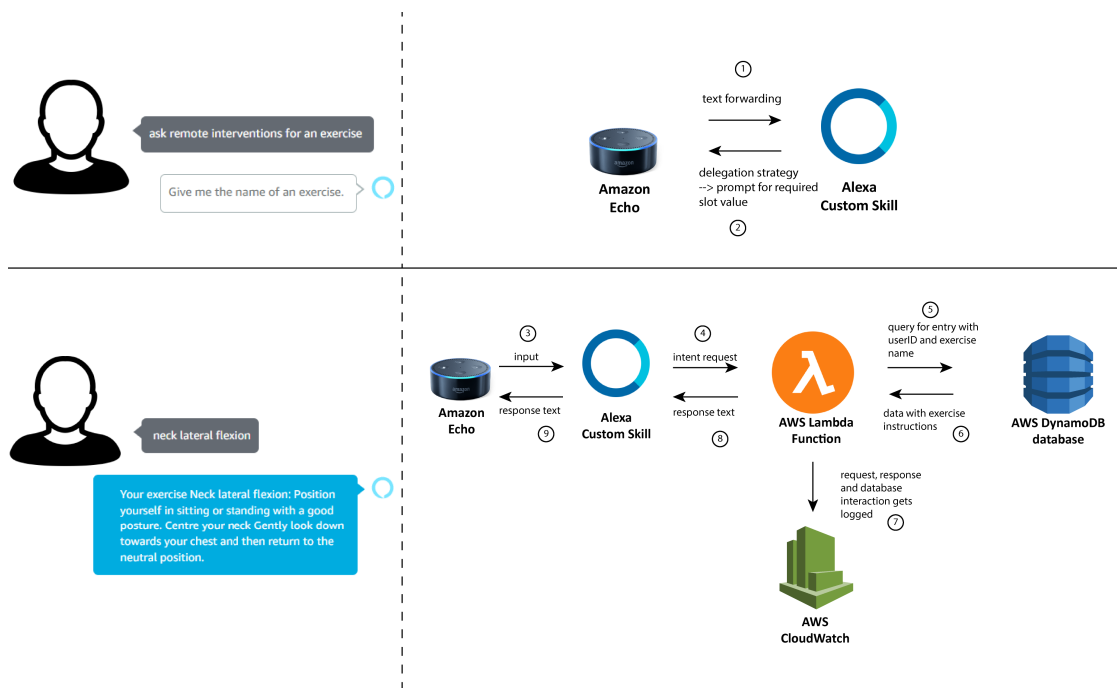 ask remote interventions for an exercise
Give me the name of an exercise.
1
text forwarding
amazon
Amazon
Echo
delegation strategy
--> prompt for required
slot value
2
Alexa
Custom Skill
neck lateral flexion
Your exercise Neck lateral flexion: Position
yourself in sitting or standing with a good
posture. Centre your neck Gently look down
towards your chest and then return to the
neutral position.
3
input
amazon
Amazon
Echo
response text
9
Alexa
Custom Skill
4
intent request
response text
8
λ
AWS Lambda
Function
5
query for entry with
userID and exercise
name
data with exercise
instructions
6
AWS DynamoDB
database
request, response
and database
interaction gets
logged
7
AWS
CloudWatch